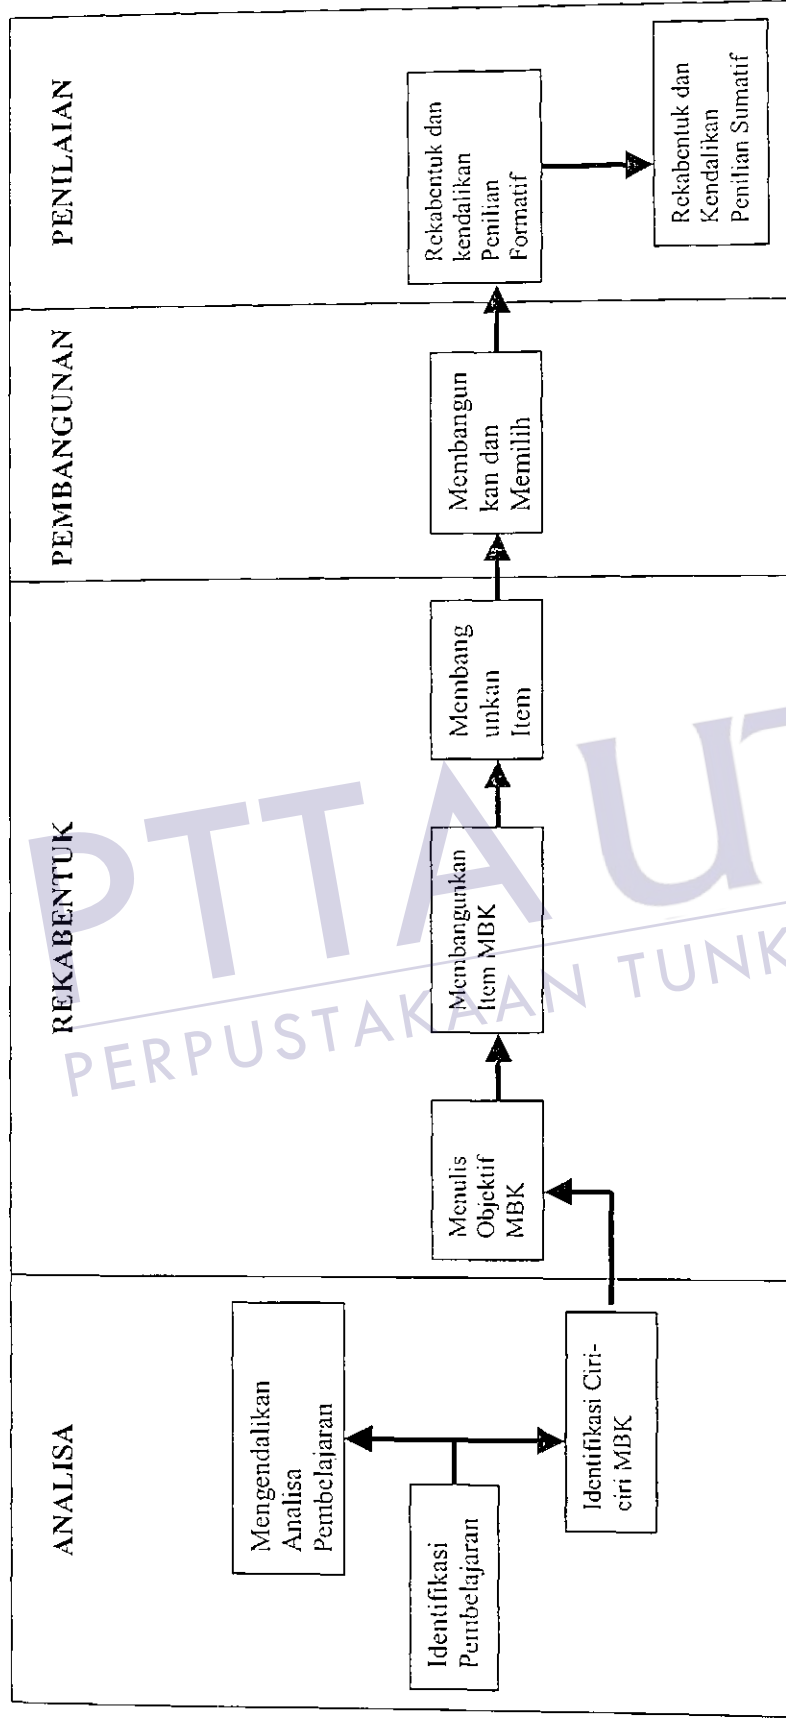 ANALISA
REKABENTUK
PEMBANGUNAN
PENILAIAN
Identifikasi
Pembelajaran
Mengendalikan
Analisa
Pembelajaran
Identifikasi Ciri-
ciri MBK
Menulis
Objektif
MBK
Membangunkan
Item MBK
Membang
unkan
Item
Membangun
kan dan
Memilih
Rekabentuk dan
kendalikan
Penilian
Formatif
Rekabentuk dan
Kendalikan
Penilian Sumatif
PTTA UT
PERPUSTAKAAN TUNK